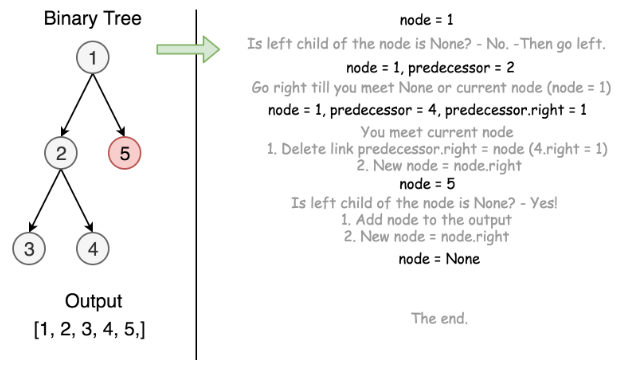 Binary Tree
1
2
5
3
4
Output
[1, 2, 3, 4, 5,]
node = 1
Is left child of the node is None? - No. -Then go left.
node = 1, predecessor = 2
Go right till you meet None or current node (node = 1)
node = 1, predecessor = 4, predecessor.right = 1
You meet current node
1. Delete link predecessor.right = node (4.right = 1)
2. New node = node.right
node = 5
Is left child of the node is None? - Yes!
1. Add node to the output
2. New node = node.right
node = None
The end.